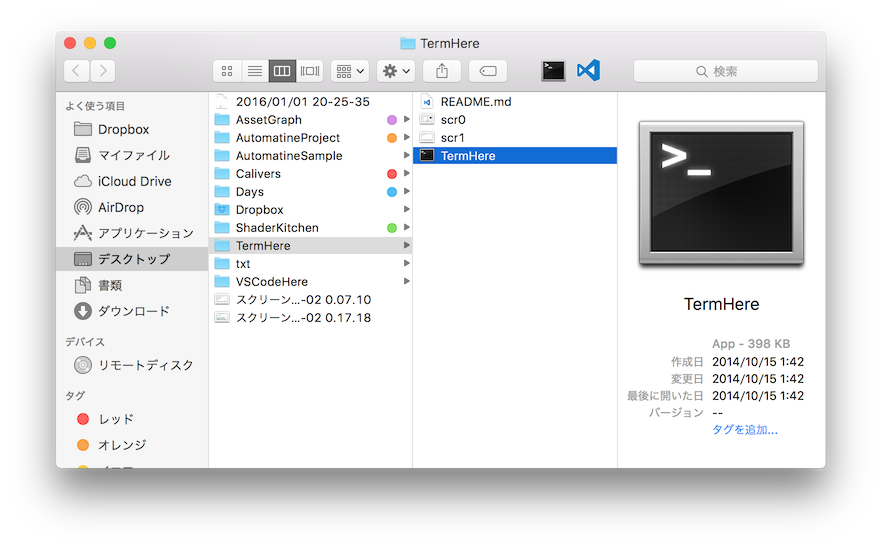 TermHere
検索
よく使う項目
Dropbox
マイファイル
iCloud Drive
AirDrop
アプリケーション
デスクトップ
書類
ダウンロード
デバイス
リモートディスク
タグ
レッド
オレンジ
2016/01/01 20-25-35
AssetGraph
AutomatineProject
AutomatineSample
Calivers
Days
Dropbox
ShaderKitchen
TermHere
txt
VSCodeHere
スクリーン...-02 0.07.10
スクリーン...-02 0.17.18
README.md
scr0
scr1
TermHere
>_
TermHere
App - 398 KB
作成日 2014/10/15 1:42
変更日 2014/10/15 1:42
最後に開いた日 2014/10/15 1:42
バージョン --
タグを追加...